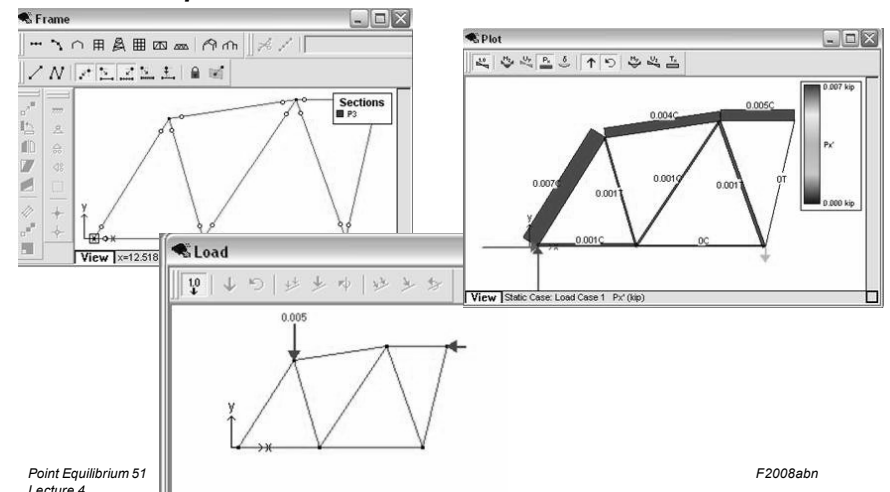 Frame
Sections
P3
y
View x=12.518
Plot
0.007C
0.004C
0.005C
0.001T
0.001C
0.001T
0T
0.001C
0C
y
0.007 kip
Px'
0.000 kip
View Static Case: Load Case 1 Px' (kip)
Load
1.0
0.005
y
Point Equilibrium 51
Lecture 4
F2008abn